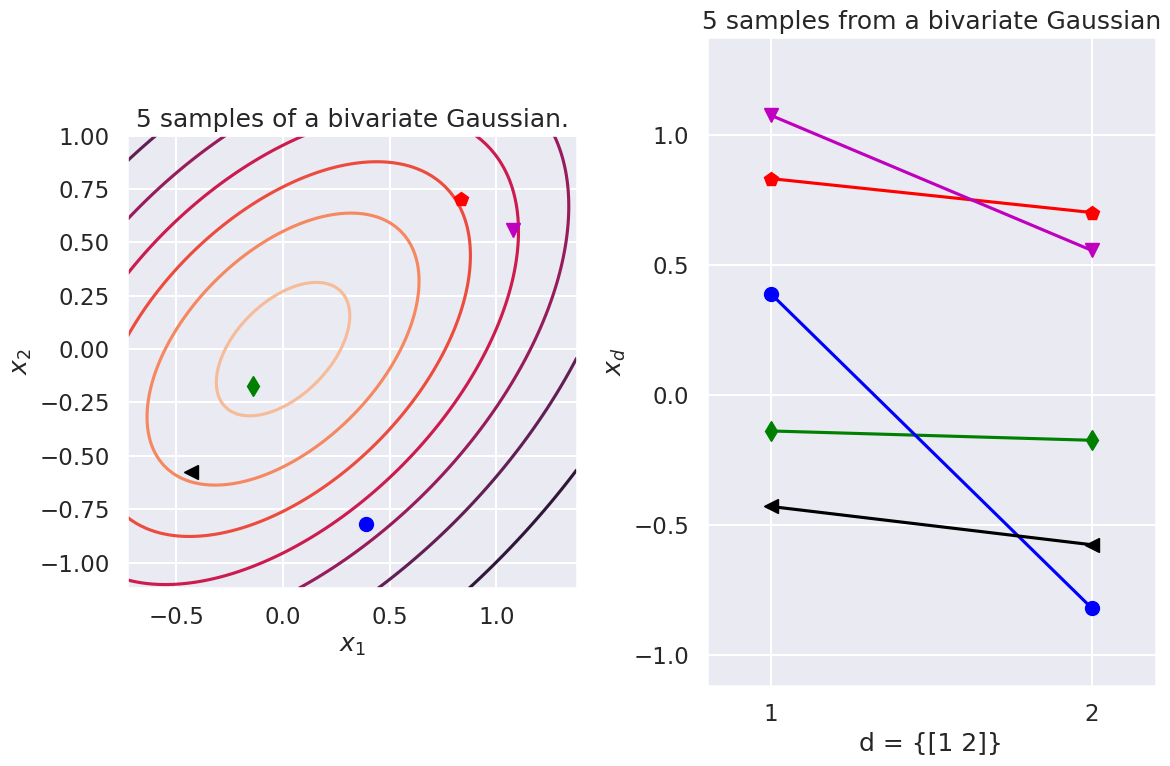 5 samples of a bivariate Gaussian.
1.00
0.75
0.50
0.25
0.00
−0.25
−0.50
−0.75
−1.00
x₂
−0.5 0.0 0.5 1.0
x₁
5 samples from a bivariate Gaussian
1.0
0.5
0.0
−0.5
−1.0
x_d
1 2
d = {[1 2]}